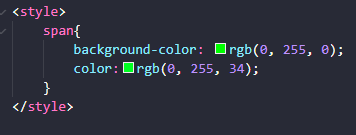 <style>
span{
background-color: rgb(0, 255, 0);
color:rgb(0, 255, 34);
}
</style>